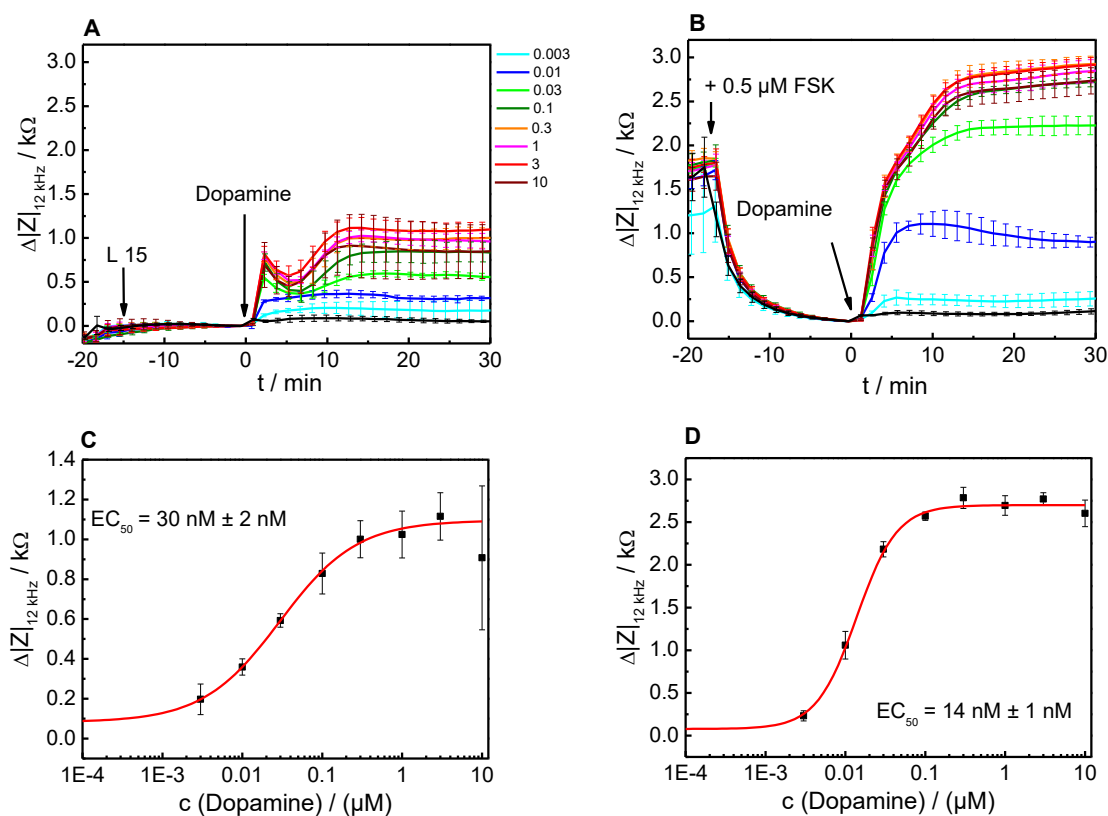 A
3.0
2.5
2.0
1.5
1.0
0.5
0.0
Δ|Z|12 kHz / kΩ
L 15
Dopamine
-20 -10 0 10 20 30
t / min
0.003
0.01
0.03
0.1
0.3
1
3
10
B
3.0
2.5
2.0
1.5
1.0
0.5
0.0
Δ|Z|12 kHz / kΩ
+ 0.5 µM FSK
Dopamine
-20 -10 0 10 20 30
t / min
C
1.4
1.2
1.0
0.8
0.6
0.4
0.2
0.0
Δ|Z|12 kHz / kΩ
EC50 = 30 nM ± 2 nM
1E-4 1E-3 0.01 0.1 1 10
c (Dopamine) / (µM)
D
3.0
2.5
2.0
1.5
1.0
0.5
0.0
Δ|Z|12 kHz / kΩ
EC50 = 14 nM ± 1 nM
1E-4 1E-3 0.01 0.1 1 10
c (Dopamine) / (µM)